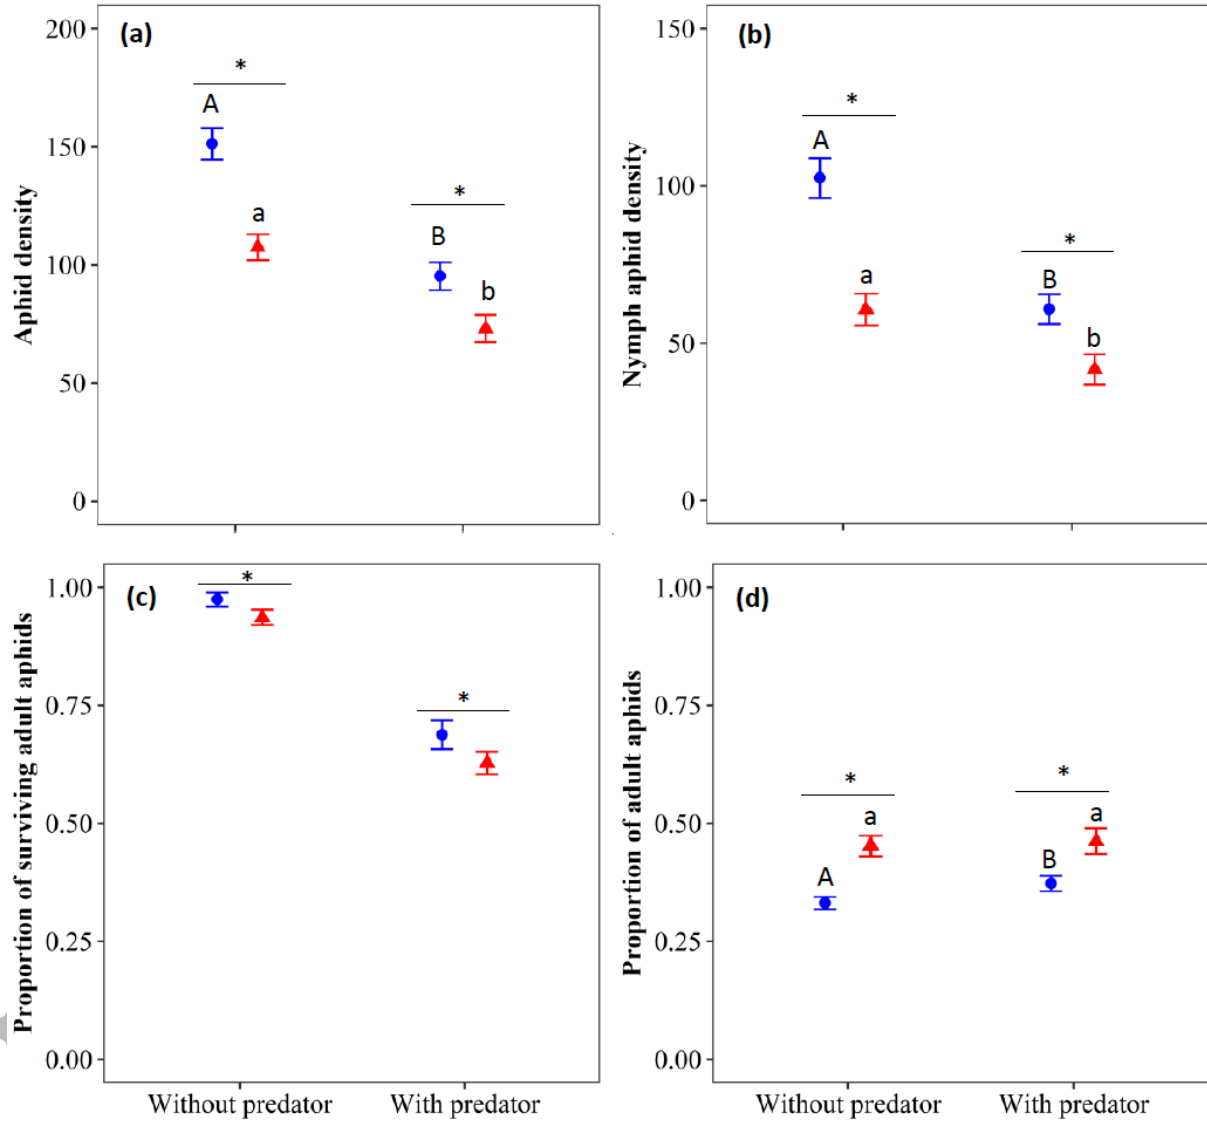 (a)
200
150
100
50
0
Aphid density
*
A
a
*
B
b
(b)
150
100
50
0
Nymph aphid density
*
A
a
*
B
b
(c)
1.00
0.75
0.50
0.25
0.00
Proportion of surviving adult aphids
*
*
Without predator
With predator
(d)
1.00
0.75
0.50
0.25
0.00
Proportion of adult aphids
*
a
A
*
a
B
Without predator
With predator